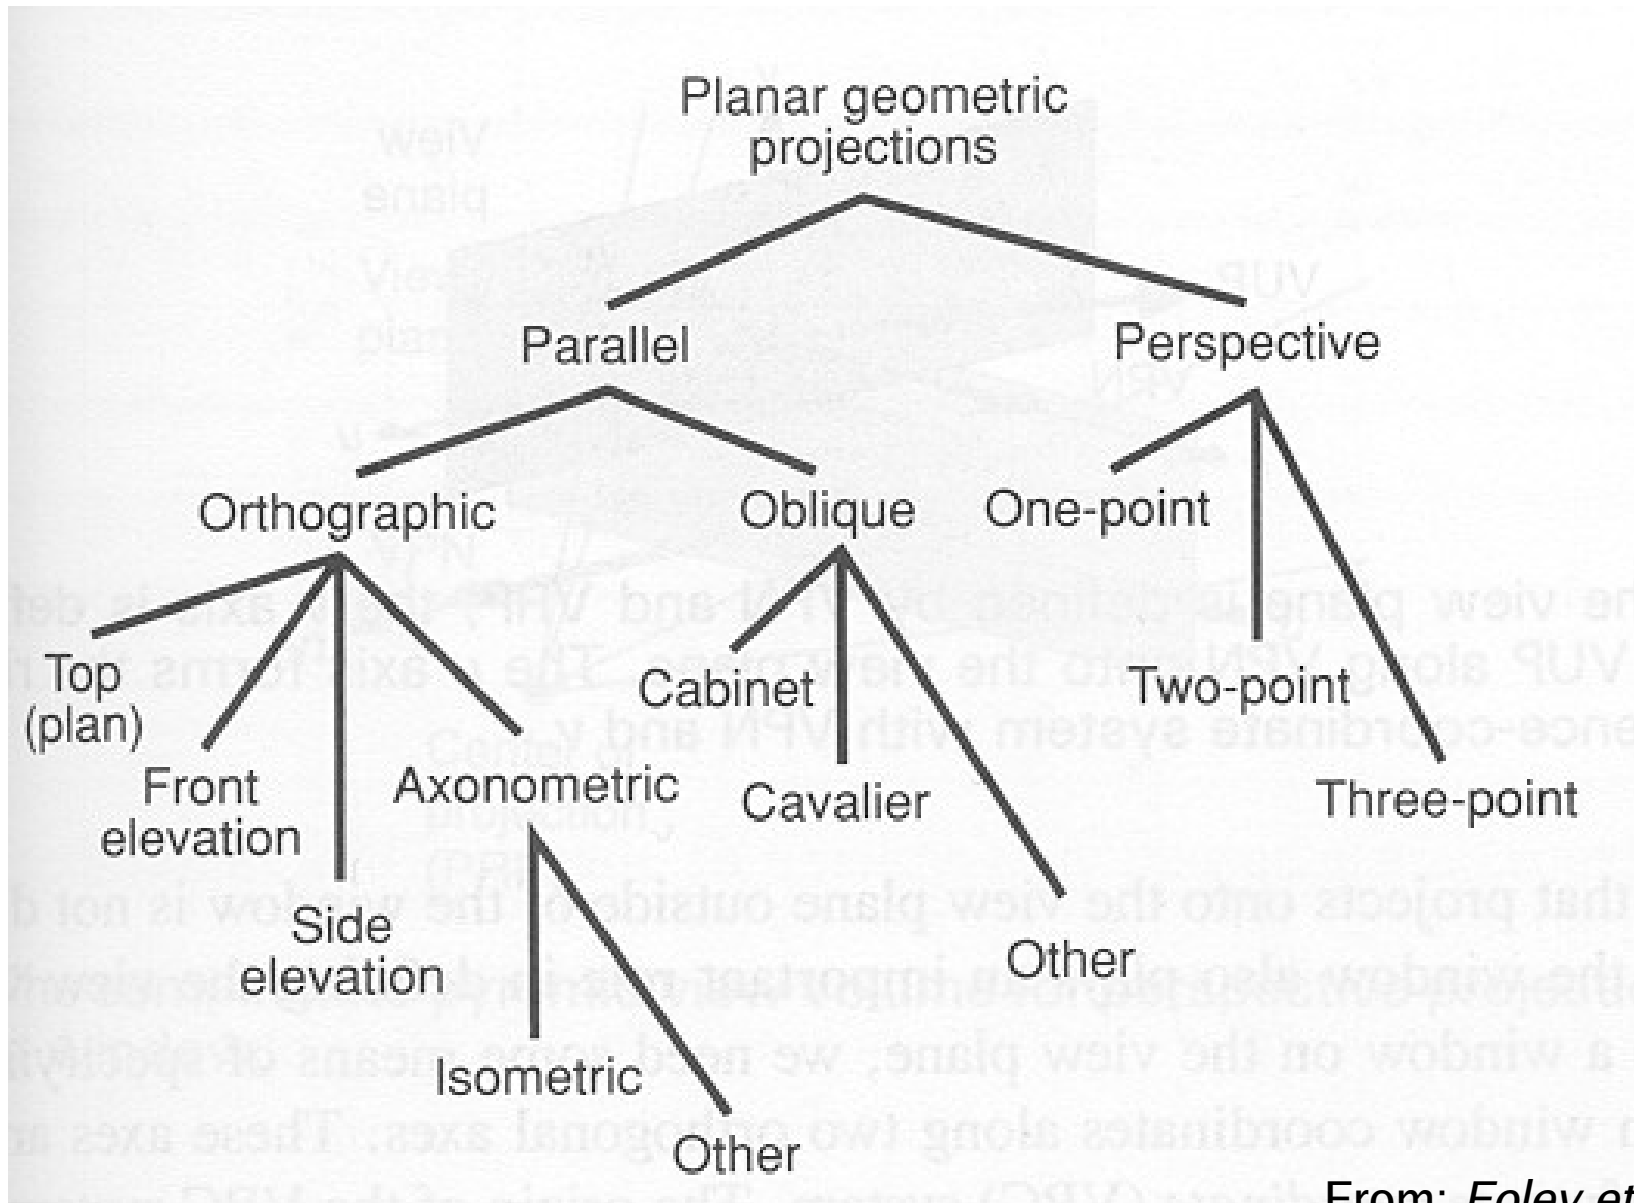 Planar geometric
projections
Parallel
Perspective
Orthographic
Oblique
One-point
Top
(plan)
Cabinet
Two-point
Front
elevation
Axonometric
Cavalier
Three-point
Side
elevation
Other
Isometric
Other
From: Foley et